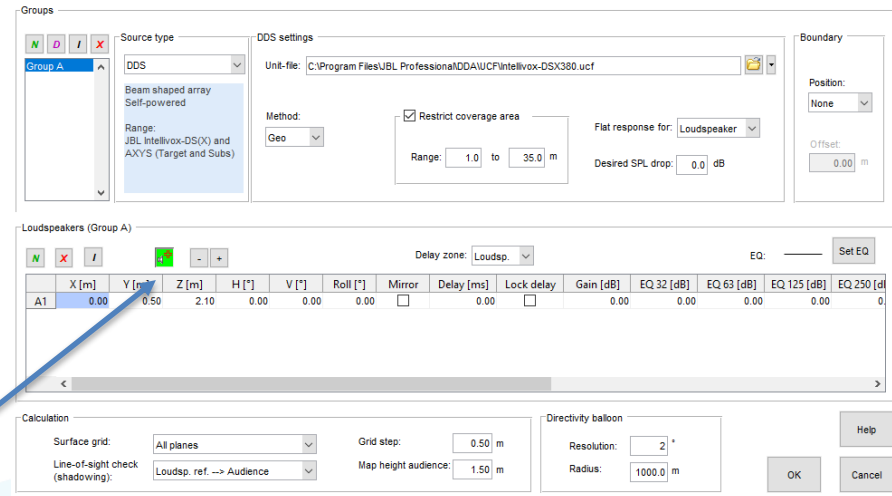 Groups
N D I X
Group A
Source type
DDS
Beam shaped array
Self-powered
Range:
JBL Intellivox-DS(X) and
AXYS (Target and Subs)
DDS settings
Unit-file: C:\Program Files\JBL Professional\DDA\UCF\Intellivox-DSX380.ucf
Method:
Geo
Restrict coverage area
Range: 1.0 to 35.0 m
Flat response for: Loudspeaker
Desired SPL drop: 0.0 dB
Boundary
Position:
None
Offset:
0.00 m
Loudspeakers (Group A)
N X I - + Delay zone: Loudsp. EQ: Set EQ
X [m] Y [m] Z [m] H [°] V [°] Roll [°] Mirror Delay [ms] Lock delay Gain [dB] EQ 32 [dB] EQ 63 [dB] EQ 125 [dB] EQ 250 [dB
A1 0.00 0.50 2.10 0.00 0.00 0.00 0.00 0.00 0.00 0.00 0.00 0.
Calculation
Surface grid: All planes
Line-of-sight check
(shadowing): Loudsp. ref. --> Audience
Grid step: 0.50 m
Map height audience: 1.50 m
Directivity balloon
Resolution: 2 °
Radius: 1000.0 m
Help
OK
Cancel